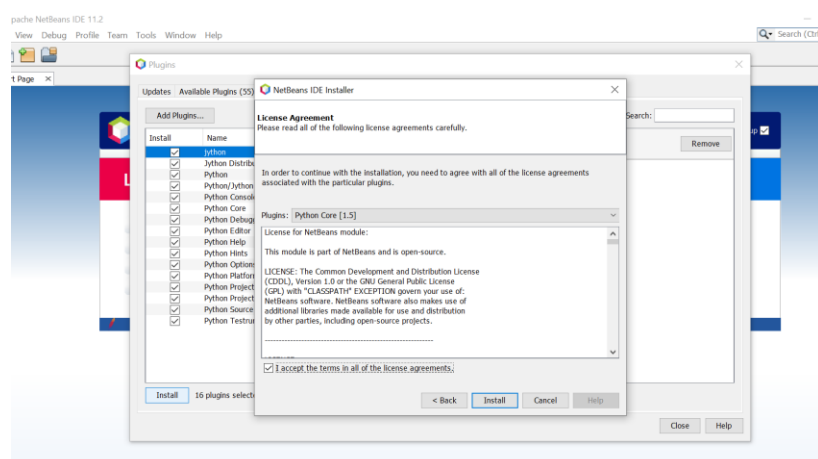 pache NetBeans IDE 11.2
View Debug Profile Team Tools Window Help
Search (Ctrl
t Page ×
Plugins
Updates Available Plugins (55)
Add Plugins...
Search:
Install Name
Remove
Jython
Jython Distrib
Python
Python/Jython
Python Consol
Python Core
Python Debug
Python Editor
Python Help
Python Hints
Python Option
Python Platfor
Python Project
Python Project
Python Source
Python Testru
Install 16 plugins select
Close Help
NetBeans IDE Installer
License Agreement
Please read all of the following license agreements carefully.
In order to continue with the installation, you need to agree with all of the license agreements
associated with the particular plugins.
Plugins: Python Core [1.5]
License for NetBeans module:
This module is part of NetBeans and is open-source.
LICENSE: The Common Development and Distribution License
(CDDL), Version 1.0 or the GNU General Public License
(GPL) with "CLASSPATH" EXCEPTION govern your use of:
NetBeans software. NetBeans software also makes use of
additional libraries made available for use and distribution
by other parties, including open-source projects.
------------------------------------------------------------
I accept the terms in all of the license agreements.
< Back Install Cancel Help